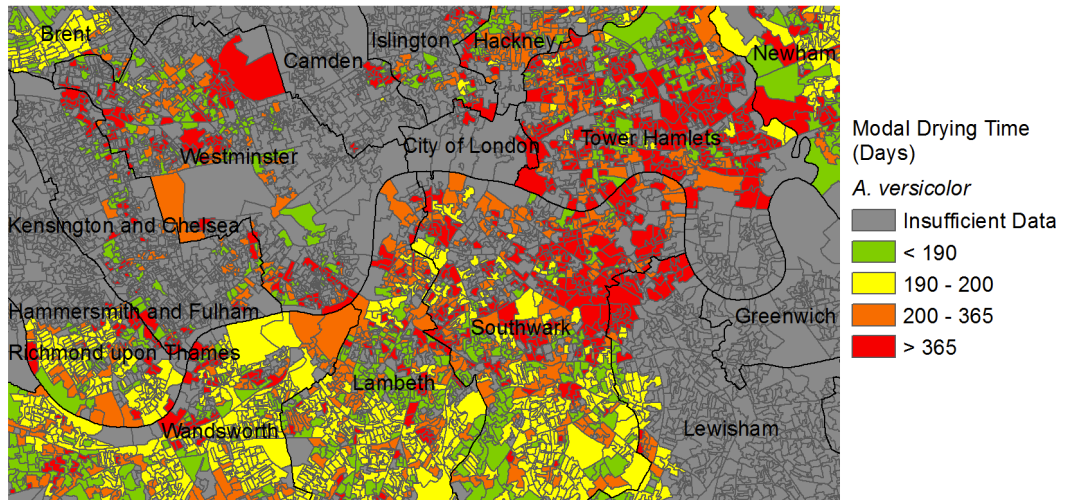 Brent
Islington
Hackney
Camden
Newham
Westminster
City of London
Tower Hamlets
Kensington and Chelsea
Hammersmith and Fulham
Southwark
Greenwich
Richmond upon Thames
Lambeth
Wandsworth
Lewisham
Modal Drying Time
(Days)
A. versicolor
Insufficient Data
< 190
190 - 200
200 - 365
> 365